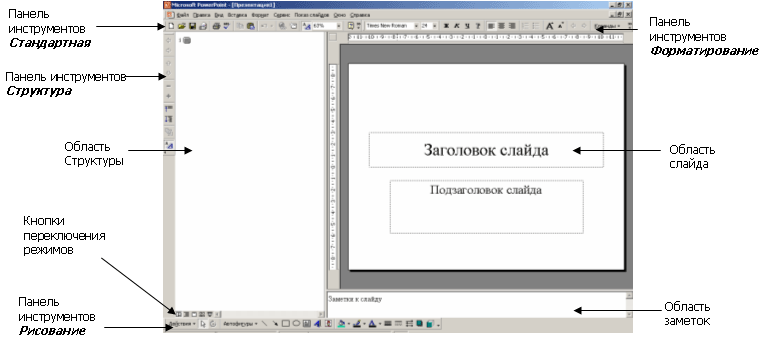 Microsoft PowerPoint - [Презентация1]
Файл Правка Вид Вставка Формат Сервис Показ слайдов Окно Справка
63%
Times New Roman
24
Ж К Ч
Панель
инструментов
Стандартная
Панель инструментов
Структура
Область
Структуры
Кнопки
переключения
режимов
Панель
инструментов
Рисование
1
Заголовок слайда
Подзаголовок слайда
Заметки к слайду
Действия
Автофигуры
Панель
инструментов
Форматирование
Область
слайда
Область
заметок